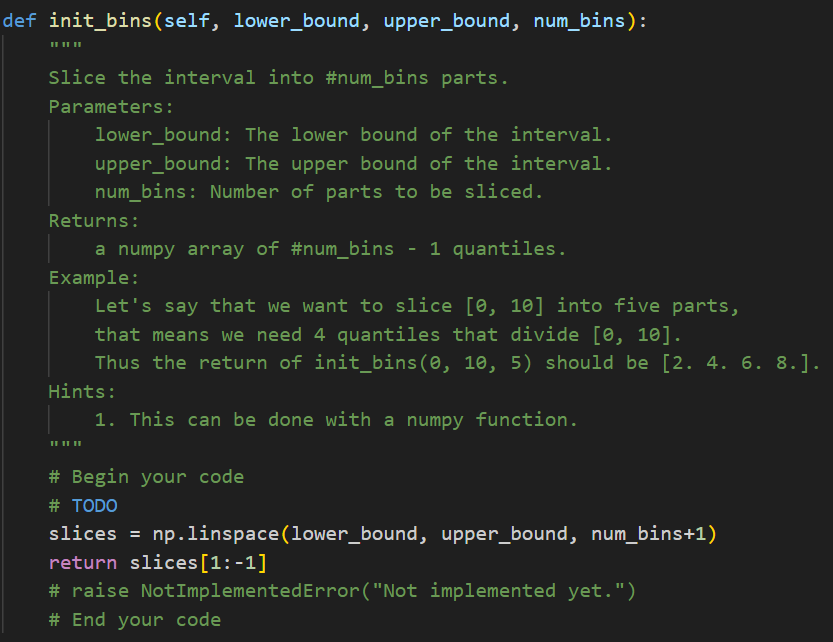 def init_bins(self, lower_bound, upper_bound, num_bins):
"""
Slice the interval into #num_bins parts.
Parameters:
lower_bound: The lower bound of the interval.
upper_bound: The upper bound of the interval.
num_bins: Number of parts to be sliced.
Returns:
a numpy array of #num_bins - 1 quantiles.
Example:
Let's say that we want to slice [0, 10] into five parts,
that means we need 4 quantiles that divide [0, 10].
Thus the return of init_bins(0, 10, 5) should be [2. 4. 6. 8.].
Hints:
1. This can be done with a numpy function.
"""
# Begin your code
# TODO
slices = np.linspace(lower_bound, upper_bound, num_bins+1)
return slices[1:-1]
# raise NotImplementedError("Not implemented yet.")
# End your code